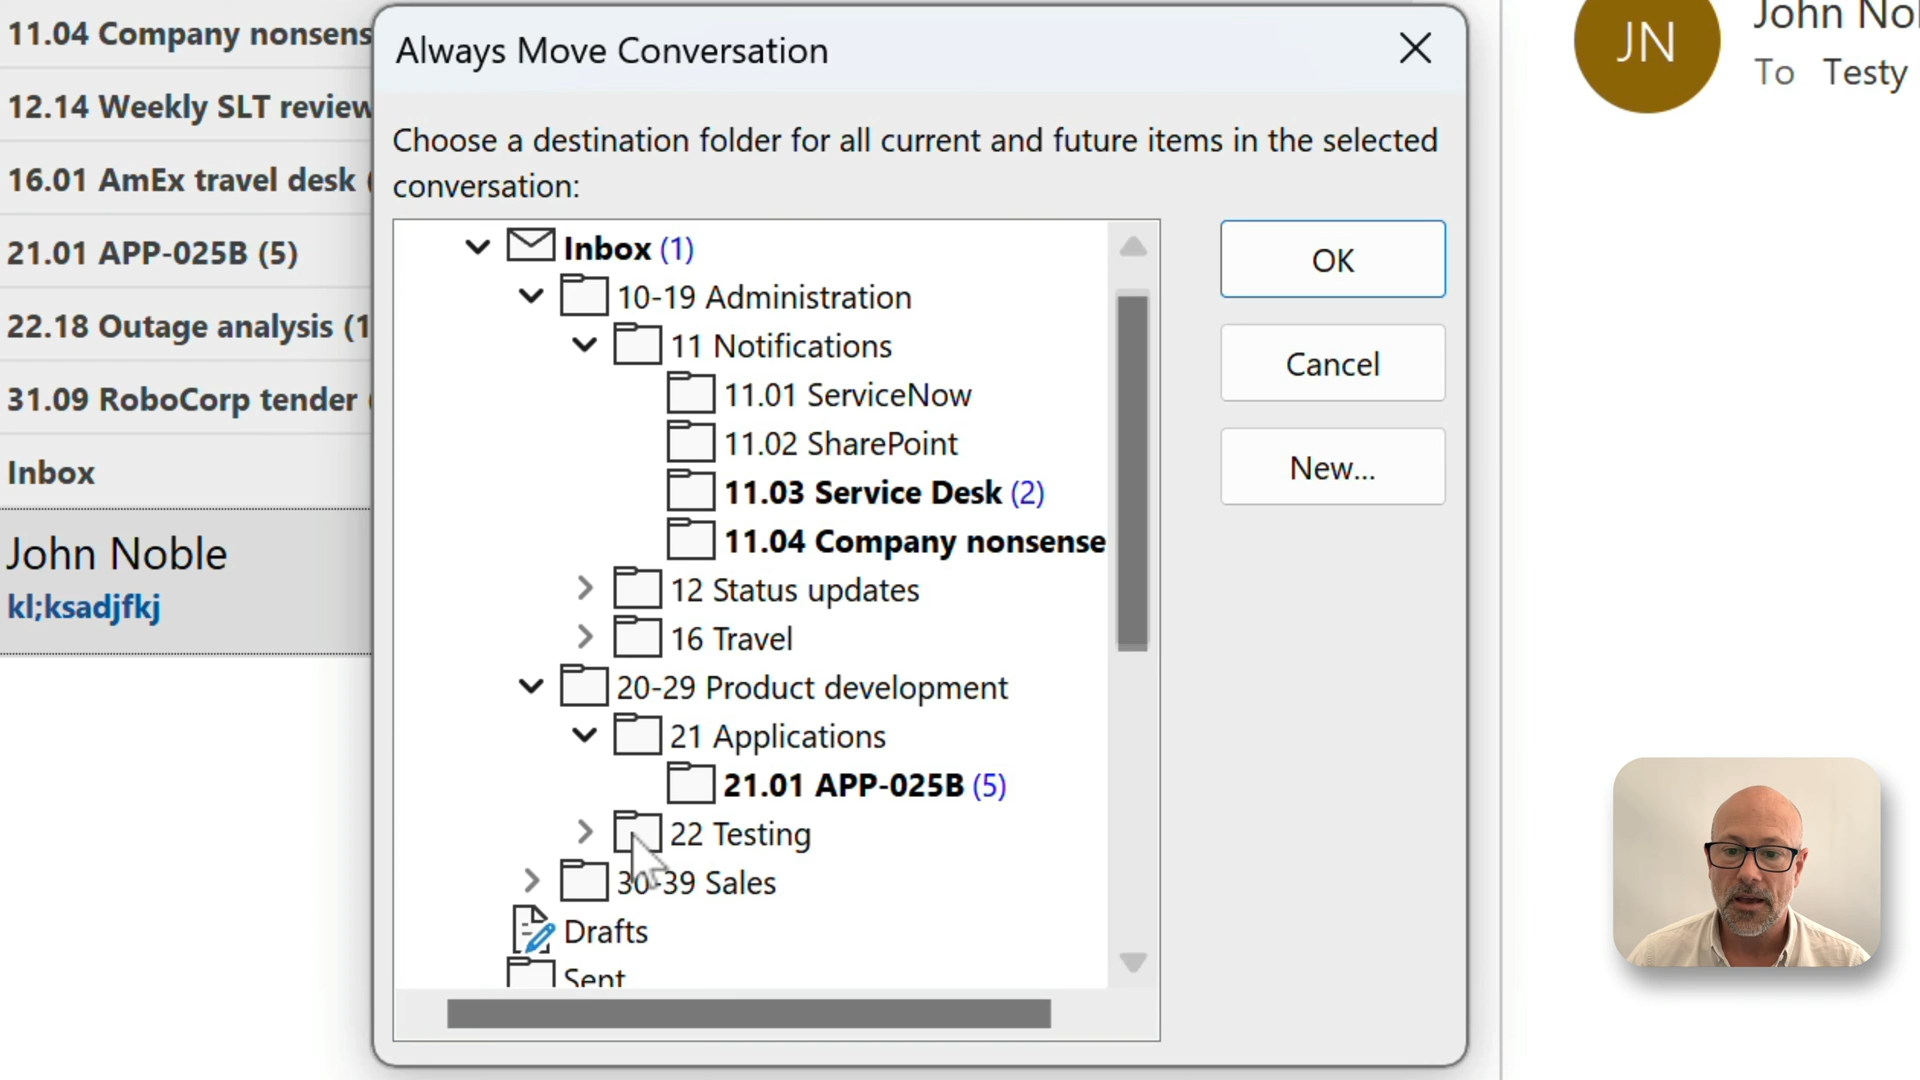 11.04 Company nonsens
12.14 Weekly SLT review
16.01 AmEx travel desk
21.01 APP-025B (5)
22.18 Outage analysis (1
31.09 RoboCorp tender
Inbox
John Noble
kl;ksadjfkj
Always Move Conversation
Choose a destination folder for all current and future items in the selected
conversation:
Inbox (1)
10-19 Administration
11 Notifications
11.01 ServiceNow
11.02 SharePoint
11.03 Service Desk (2)
11.04 Company nonsense
12 Status updates
16 Travel
20-29 Product development
21 Applications
21.01 APP-025B (5)
22 Testing
30-39 Sales
Drafts
Sent
OK
Cancel
New...
JN
John No
To Testy